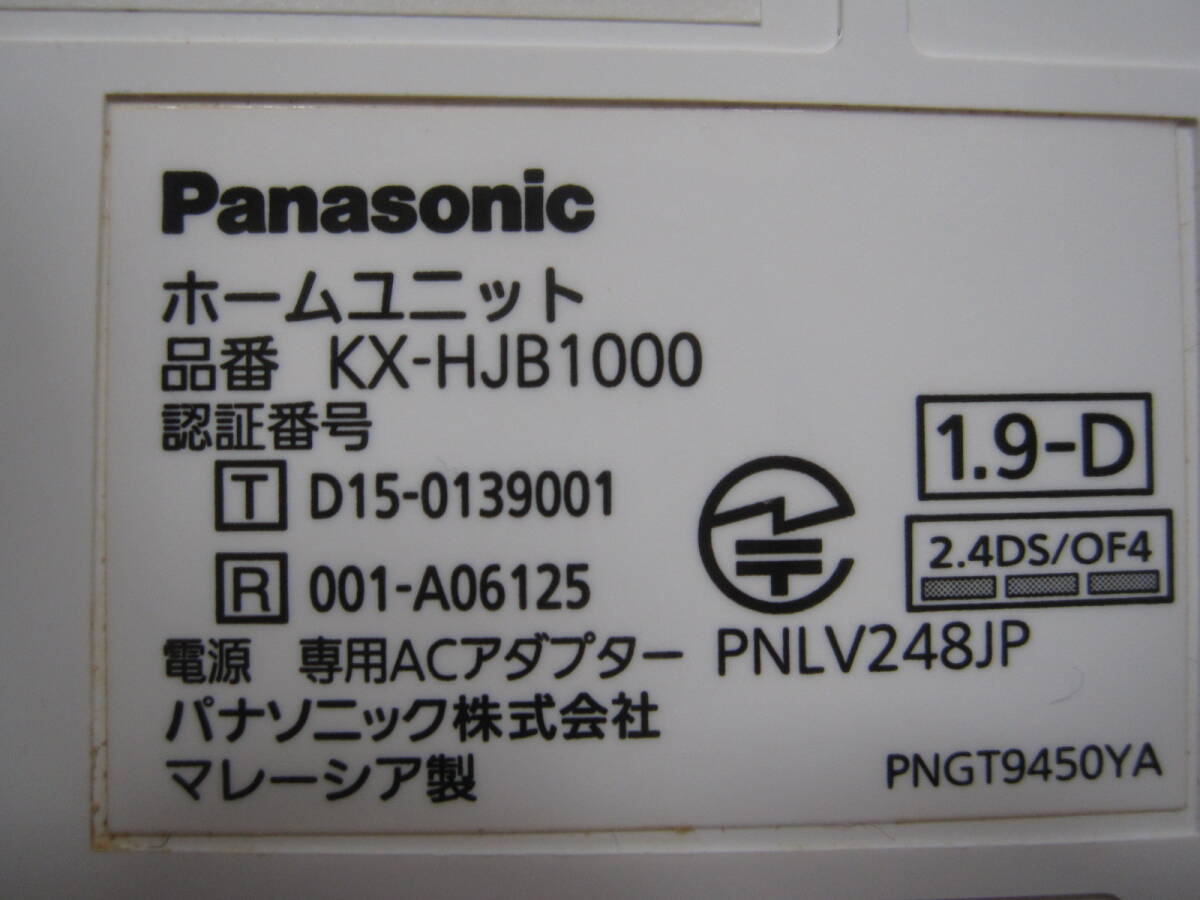 Panasonic
ホームユニット
品番 KX-HJB1000
認証番号
T D15-0139001
R 001-A06125
1.9-D
2.4DS/OF4
電源 専用ACアダプター PNLV248JP
パナソニック株式会社
マレーシア製
PNGT9450YA